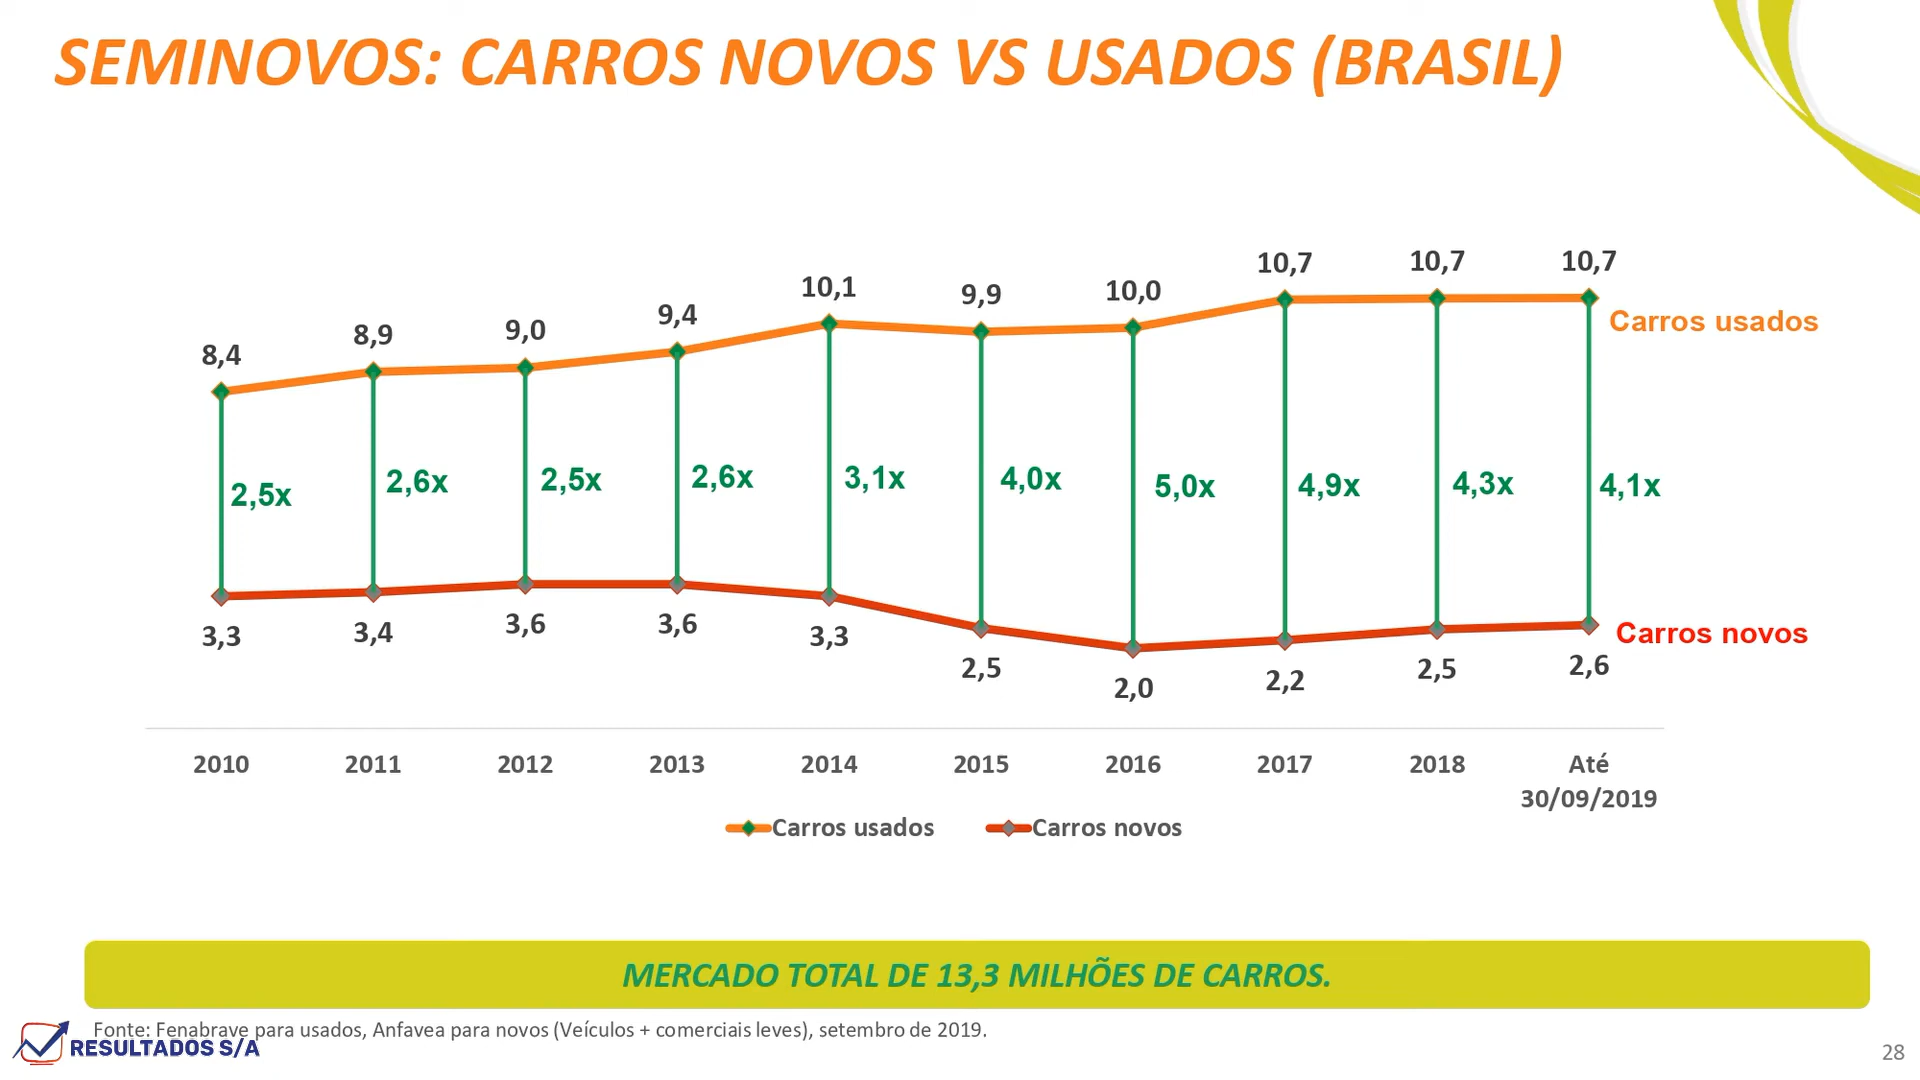 SEMINOVOS: CARROS NOVOS VS USADOS (BRASIL)
10,7 10,7 10,7
10,1 9,9 10,0
8,4 8,9 9,0 9,4
Carros usados
2,5x 2,6x 2,5x 2,6x 3,1x 4,0x 5,0x 4,9x 4,3x 4,1x
Carros novos
3,3 3,4 3,6 3,6 3,3 2,5 2,0 2,2 2,5 2,6
2010 2011 2012 2013 2014 2015 2016 2017 2018 Até
30/09/2019
Carros usados Carros novos
MERCADO TOTAL DE 13,3 MILHÕES DE CARROS.
Fonte: Fenabrave para usados, Anfavea para novos (Veículos + comerciais leves), setembro de 2019.
RESULTADOS S/A
28